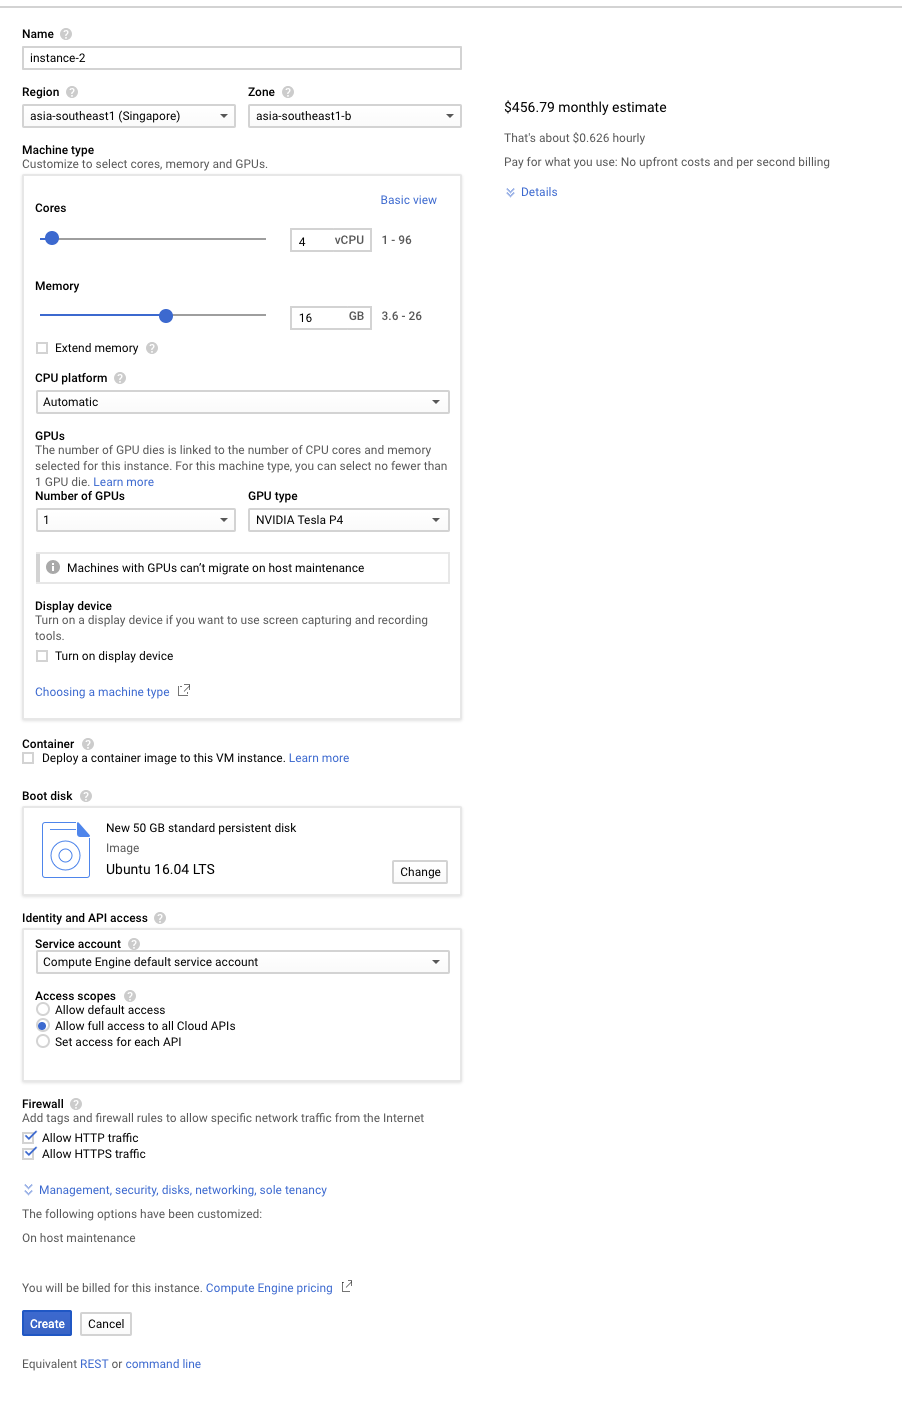 Name
instance-2
Region Zone
asia-southeast1 (Singapore) asia-southeast1-b
$456.79 monthly estimate
That's about $0.626 hourly
Pay for what you use: No upfront costs and per second billing
Details
Machine type
Customize to select cores, memory and GPUs.
Basic view
Cores
4 vCPU 1 - 96
Memory
16 GB 3.6 - 26
Extend memory
CPU platform
Automatic
GPUs
The number of GPU dies is linked to the number of CPU cores and memory
selected for this instance. For this machine type, you can select no fewer than
1 GPU die. Learn more
Number of GPUs GPU type
1 NVIDIA Tesla P4
Machines with GPUs can't migrate on host maintenance
Display device
Turn on a display device if you want to use screen capturing and recording
tools.
Turn on display device
Choosing a machine type
Container
Deploy a container image to this VM instance. Learn more
Boot disk
New 50 GB standard persistent disk
Image
Ubuntu 16.04 LTS
Change
Identity and API access
Service account
Compute Engine default service account
Access scopes
Allow default access
Allow full access to all Cloud APIs
Set access for each API
Firewall
Add tags and firewall rules to allow specific network traffic from the Internet
Allow HTTP traffic
Allow HTTPS traffic
Management, security, disks, networking, sole tenancy
The following options have been customized:
On host maintenance
You will be billed for this instance. Compute Engine pricing
Create Cancel
Equivalent REST or command line